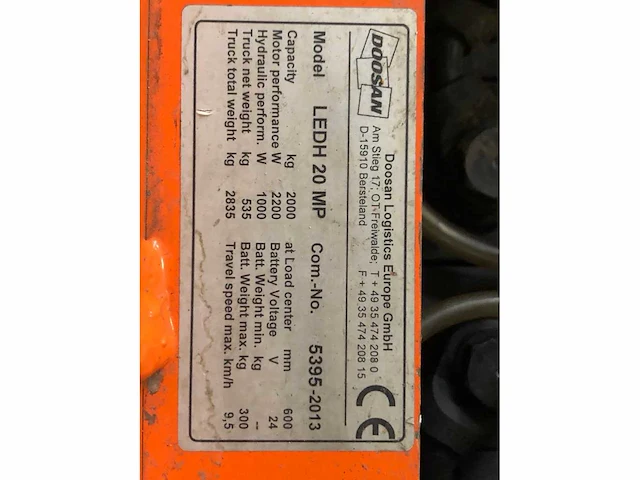 DOOSAN
Doosan Logistics Europe GmbH
Am Stieg 17; OT-Freiwalde; T + 49 35 474 208 0
D-15910 Bersteland F + 49 35 474 208 15
CE
Model LEDH 20 MP Com.-No. 5395-2013
Capacity kg 2000 at Load center mm 600
Motor performance W 2200 Battery Voltage V 24
Hydraulic perform. W 1000 Batt. Weight min. kg --
Truck net weight kg 535 Batt. Weight max. kg 300
Truck total weight kg 2835 Travel speed max. km/h 9,5